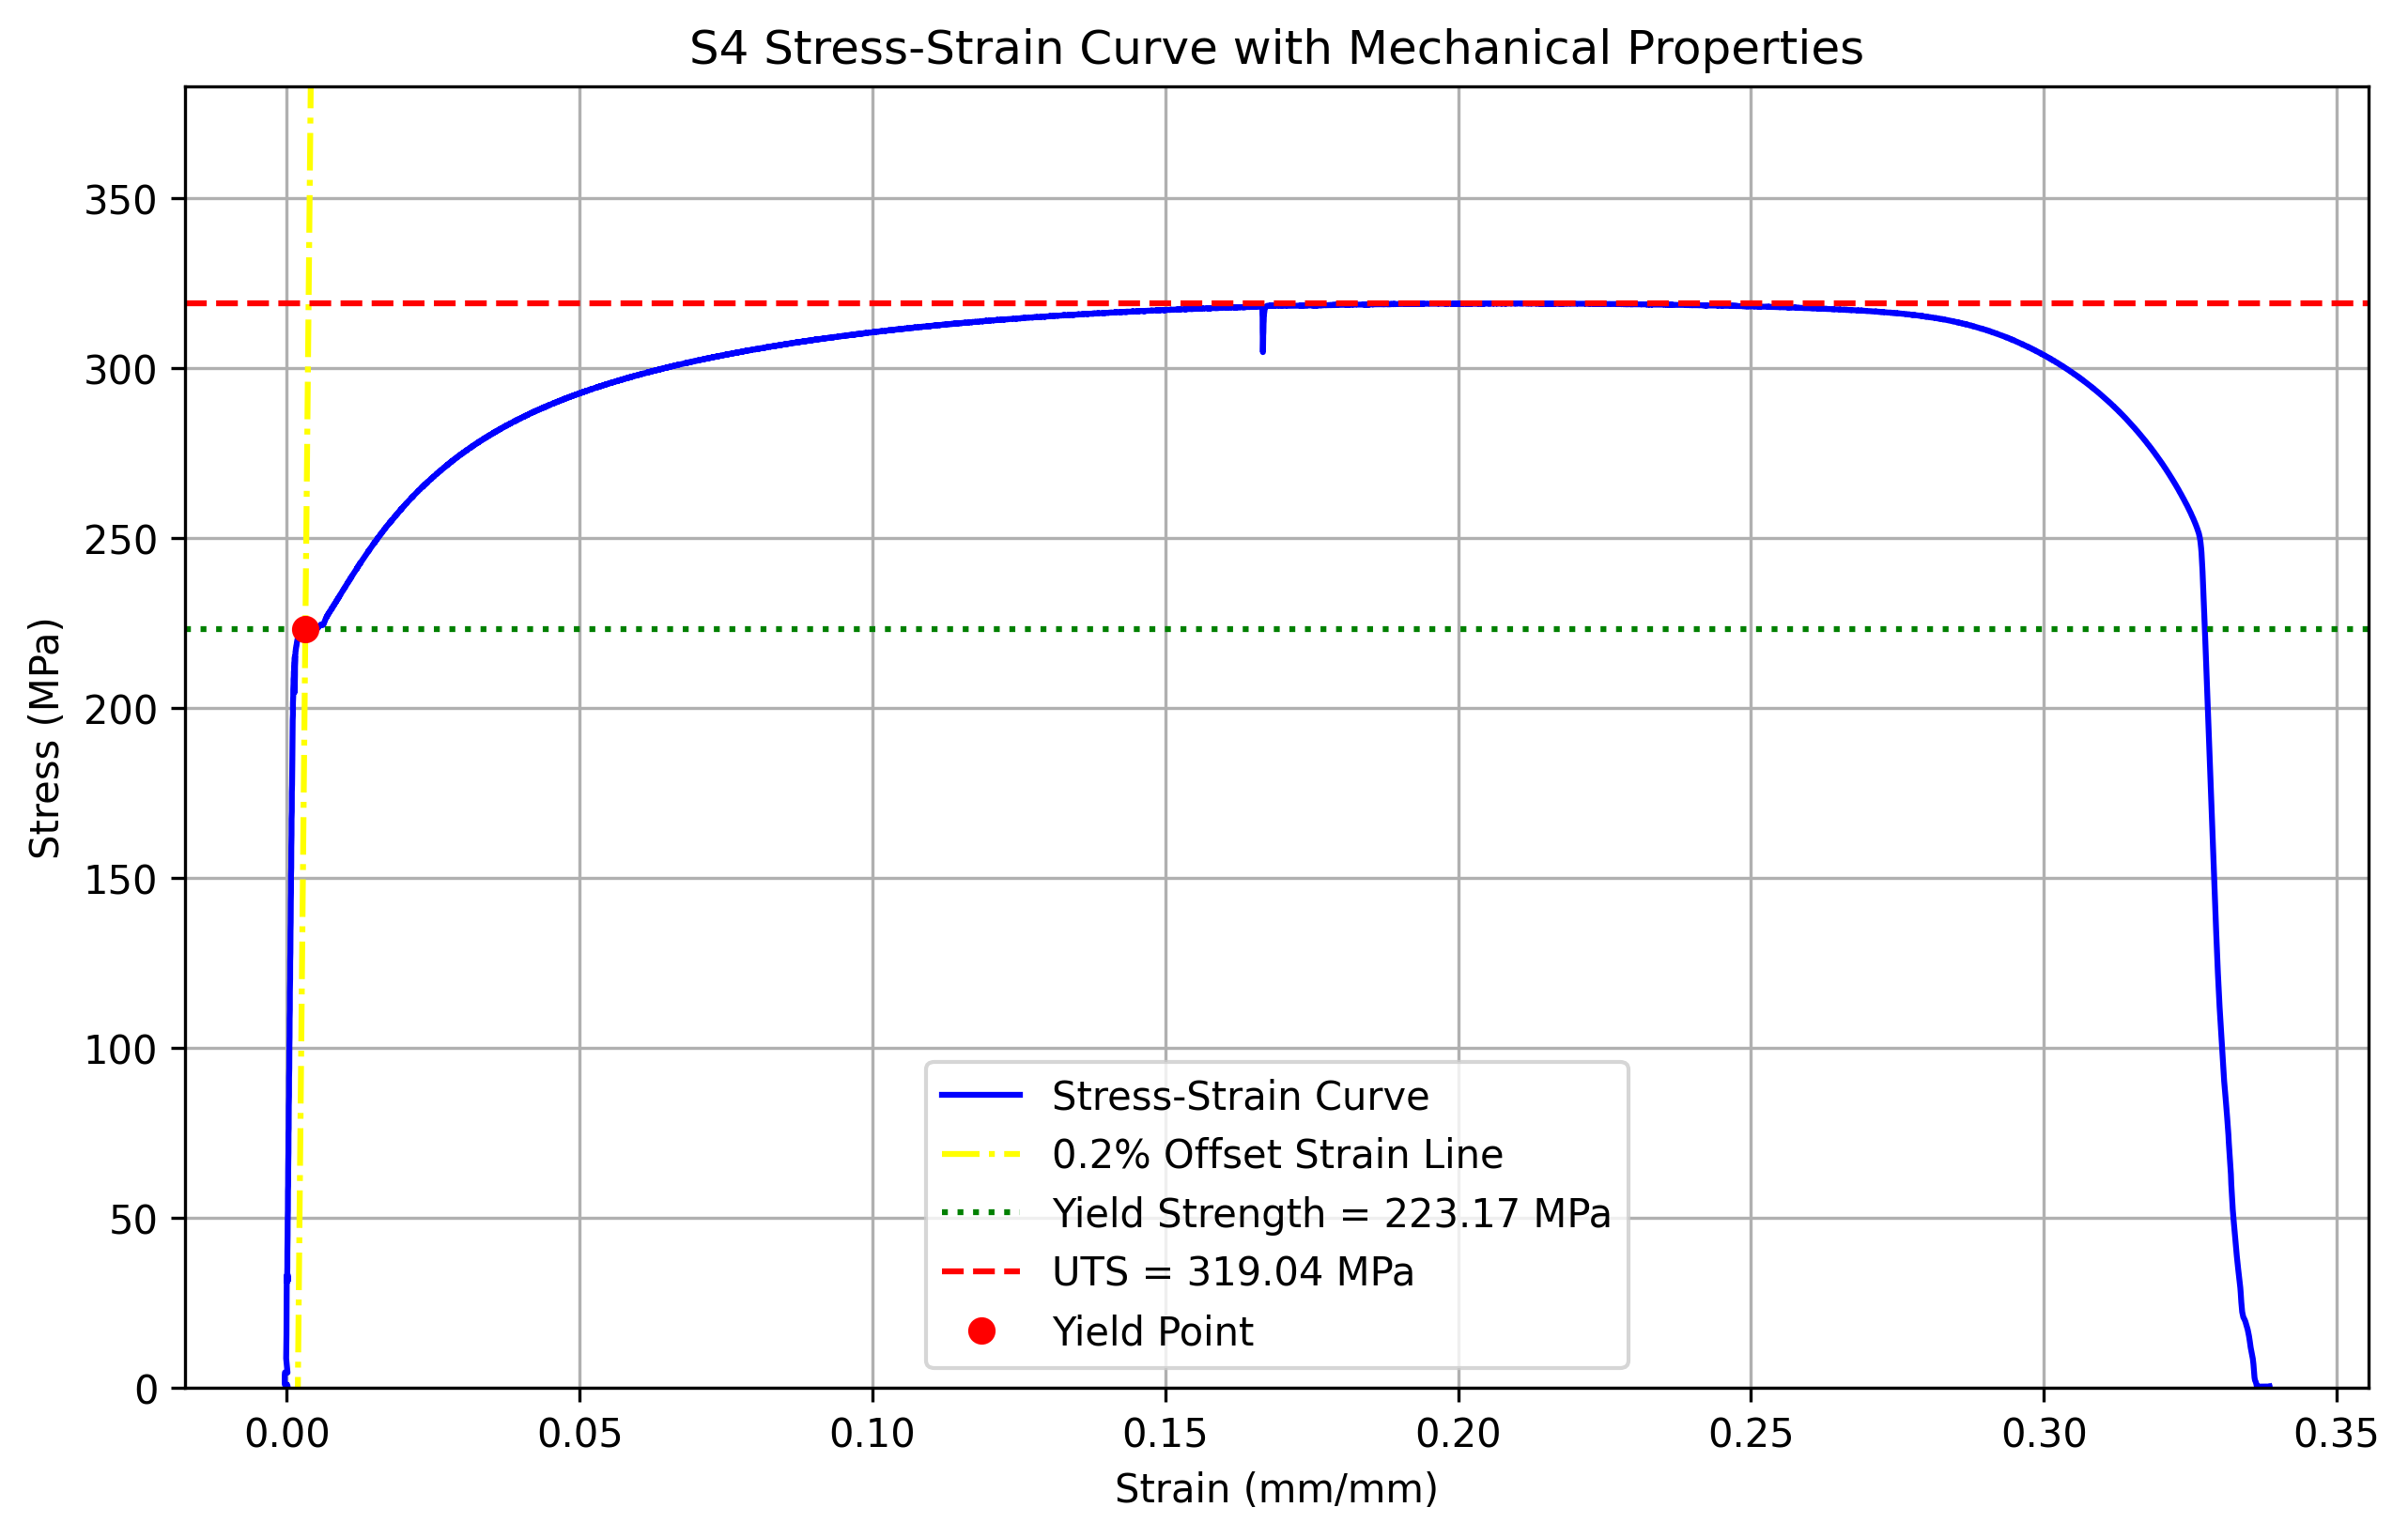 S4 Stress-Strain Curve with Mechanical Properties
Stress (MPa)
350
300
250
200
150
100
50
0
Stress-Strain Curve
0.2% Offset Strain Line
Yield Strength = 223.17 MPa
UTS = 319.04 MPa
Yield Point
0.00 0.05 0.10 0.15 0.20 0.25 0.30 0.35
Strain (mm/mm)